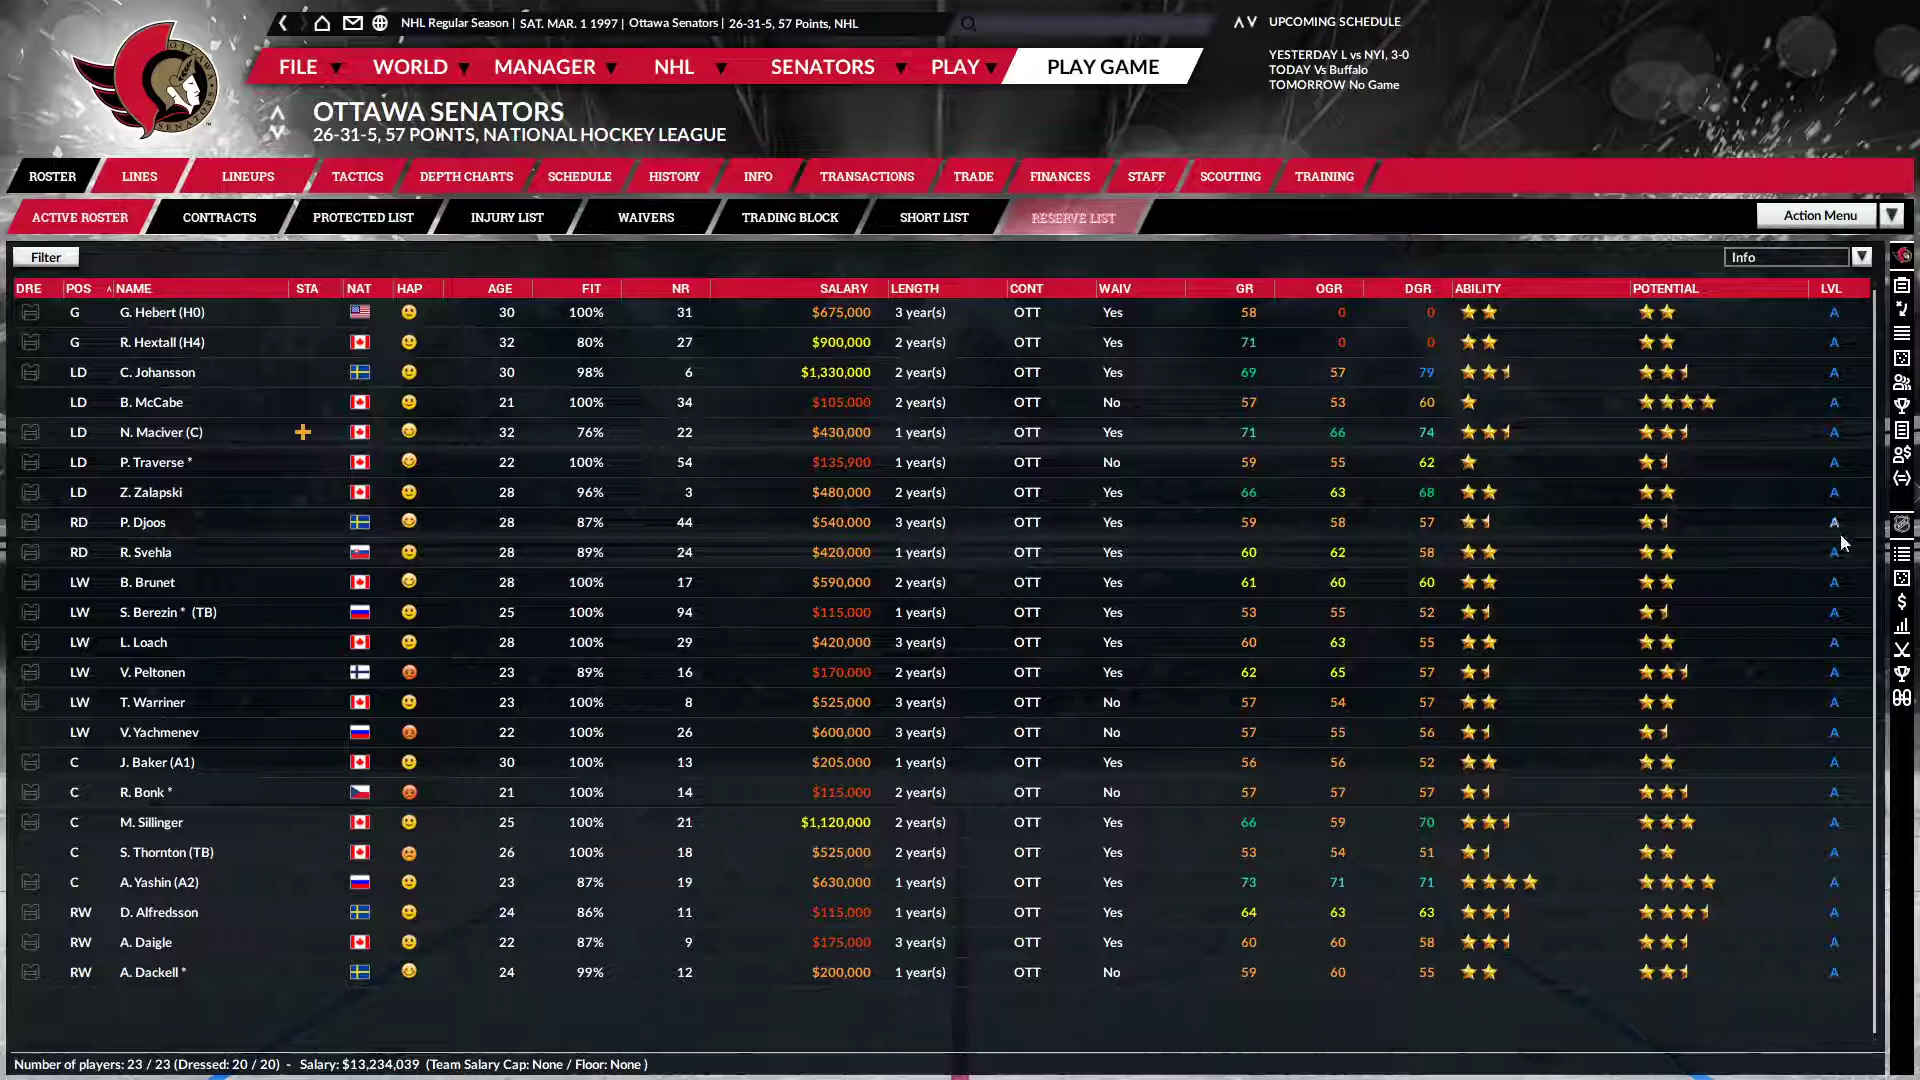 NHL Regular Season | SAT. MAR. 1 1997 | Ottawa Senators | 26-31-5, 57 Points, NHL
UPCOMING SCHEDULE
YESTERDAY L vs NYI, 3-0
TODAY Vs Buffalo
TOMORROW No Game
FILE WORLD MANAGER NHL SENATORS PLAY PLAY GAME
OTTAWA SENATORS
26-31-5, 57 POINTS, NATIONAL HOCKEY LEAGUE
ROSTER LINES LINEUPS TACTICS DEPTH CHARTS SCHEDULE HISTORY INFO TRANSACTIONS TRADE FINANCES STAFF SCOUTING TRAINING
ACTIVE ROSTER CONTRACTS PROTECTED LIST INJURY LIST WAIVERS TRADING BLOCK SHORT LIST RESERVE LIST Action Menu
Filter Info
DRE POS NAME STA NAT HAP AGE FIT NR SALARY LENGTH CONT WAIV GR OGR DGR ABILITY POTENTIAL LVL
G G. Hebert (H0) 30 100% 31 $675,000 3 year(s) OTT Yes 58 0 0 A
G R. Hextall (H4) 32 80% 27 $900,000 2 year(s) OTT Yes 71 0 0 A
LD C. Johansson 30 98% 6 $1,330,000 2 year(s) OTT Yes 69 57 79 A
LD B. McCabe 21 100% 34 $105,000 2 year(s) OTT No 57 53 60 A
LD N. Maciver (C) 32 76% 22 $430,000 1 year(s) OTT Yes 71 66 74 A
LD P. Traverse * 22 100% 54 $135,900 1 year(s) OTT No 59 55 62 A
LD Z. Zalapski 28 96% 3 $480,000 2 year(s) OTT Yes 66 63 68 A
RD P. Djoos 28 87% 44 $540,000 3 year(s) OTT Yes 59 58 57 A
RD R. Svehla 28 89% 24 $420,000 1 year(s) OTT Yes 60 62 58 A
LW B. Brunet 28 100% 17 $590,000 2 year(s) OTT Yes 61 60 60 A
LW S. Berezin * (TB) 25 100% 94 $115,000 1 year(s) OTT Yes 53 55 52 A
LW L. Loach 28 100% 29 $420,000 3 year(s) OTT Yes 60 63 55 A
LW V. Peltonen 23 89% 16 $170,000 2 year(s) OTT Yes 62 65 57 A
LW T. Warriner 23 100% 8 $525,000 3 year(s) OTT No 57 54 57 A
LW V. Yachmenev 22 100% 26 $600,000 3 year(s) OTT No 57 55 56 A
C J. Baker (A1) 30 100% 13 $205,000 1 year(s) OTT Yes 56 56 52 A
C R. Bonk * 21 100% 14 $115,000 2 year(s) OTT No 57 57 57 A
C M. Sillinger 25 100% 21 $1,120,000 2 year(s) OTT Yes 66 59 70 A
C S. Thornton (TB) 26 100% 18 $525,000 2 year(s) OTT Yes 53 54 51 A
C A. Yashin (A2) 23 87% 19 $630,000 1 year(s) OTT Yes 73 71 71 A
RW D. Alfredsson 24 86% 11 $115,000 1 year(s) OTT Yes 64 63 63 A
RW A. Daigle 22 87% 9 $175,000 3 year(s) OTT Yes 60 60 58 A
RW A. Dackell * 24 99% 12 $200,000 1 year(s) OTT No 59 60 55 A
Number of players: 23 / 23 (Dressed: 20 / 20) - Salary: $13,234,039 (Team Salary Cap: None / Floor: None )